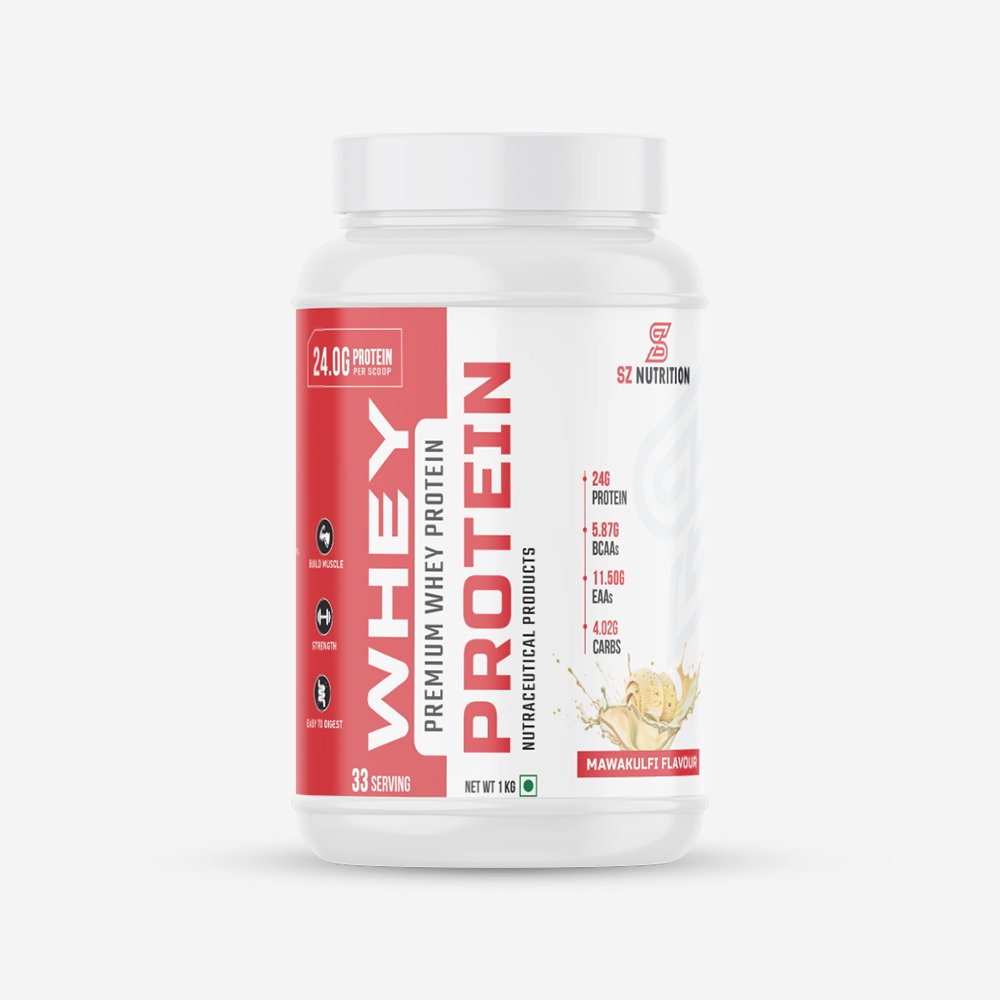 24.0G PROTEIN
PER SCOOP
WHEY
PREMIUM WHEY PROTEIN
PROTEIN
NUTRACEUTICAL PRODUCTS
BUILD MUSCLE
STRENGTH
EASY TO DIGEST
33 SERVING
NET WT 1 KG
SZ NUTRITION
24G
PROTEIN
5.87G
BCAAs
11.50G
EAAs
4.02G
CARBS
MAWAKULFI FLAVOUR